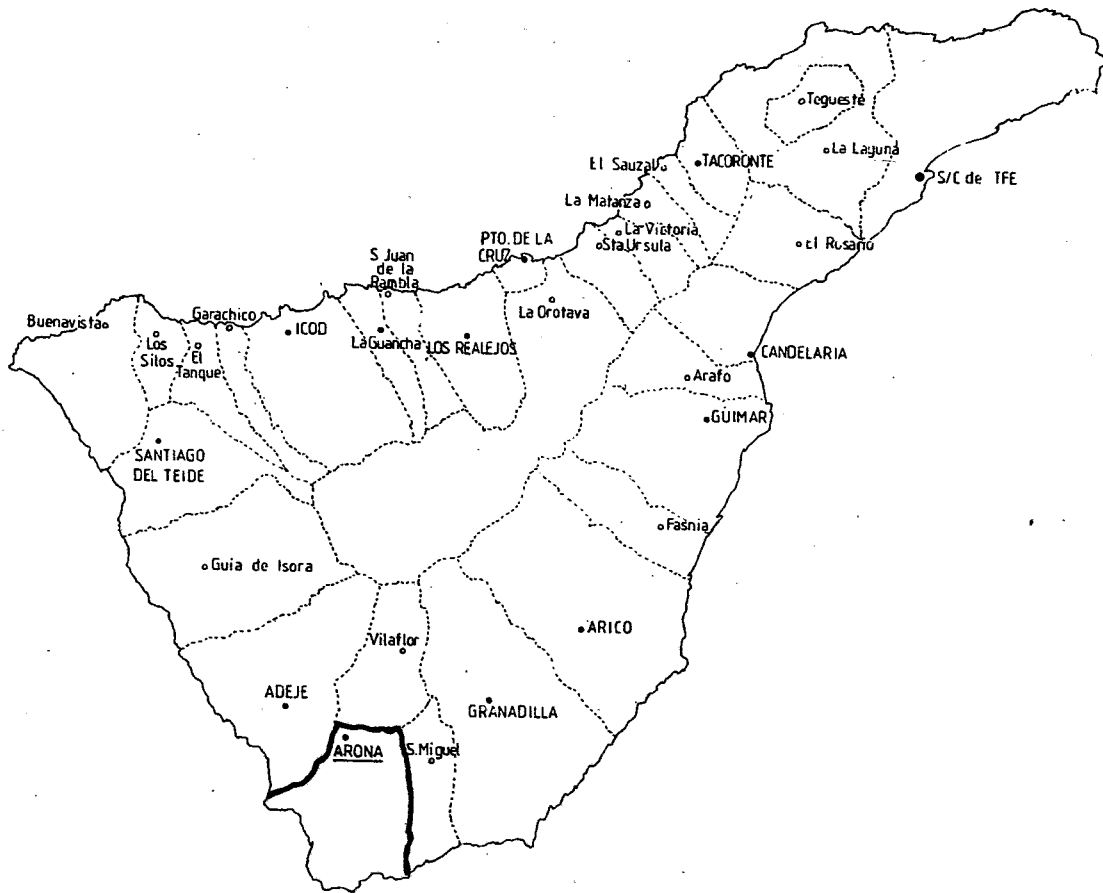 Tegueste
La Laguna
El Sauzal
TACORONTE
S/C de TFE
La Matanza
La Victoria
Sta.Ursula
El Rosario
PTO. DE LA
CRUZ
S. Juan
de la
Rambla
La Orotava
Buenavista
Garachico
ICOD
Los
Silos
El
Tanque
La Guancha
LOS REALEJOS
CANDELARIA
Arafo
GUIMAR
SANTIAGO
DEL TEIDE
Fasnia
Guia de Isora
ARICO
Vilaflor
ADEJE
GRANADILLA
ARONA
S.Miguel